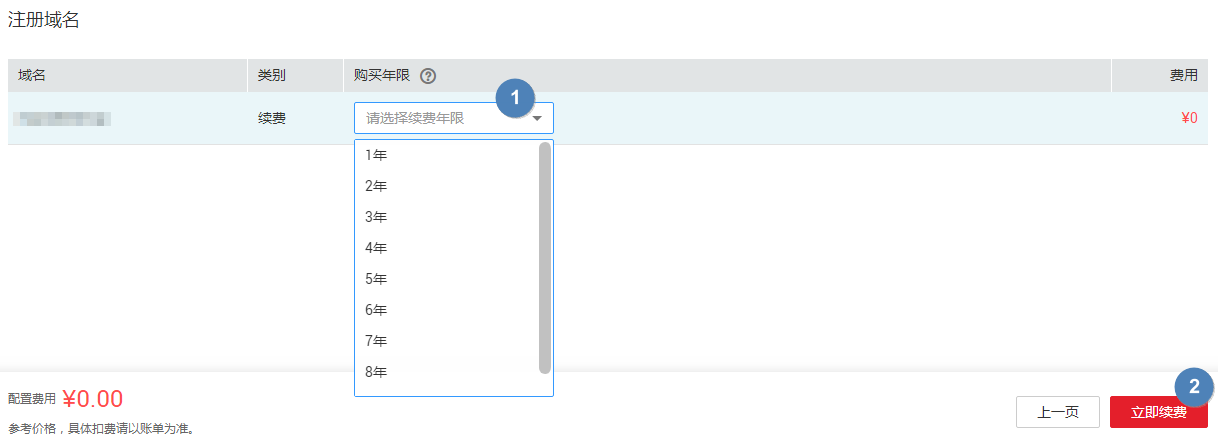 注册域名
域名 类别 购买年限 ? 费用
续费 请选择续费年限 1 ¥0
1年
2年
3年
4年
5年
6年
7年
8年
配置费用 ¥0.00
参考价格，具体扣费请以账单为准。
上一页 立即续费 2